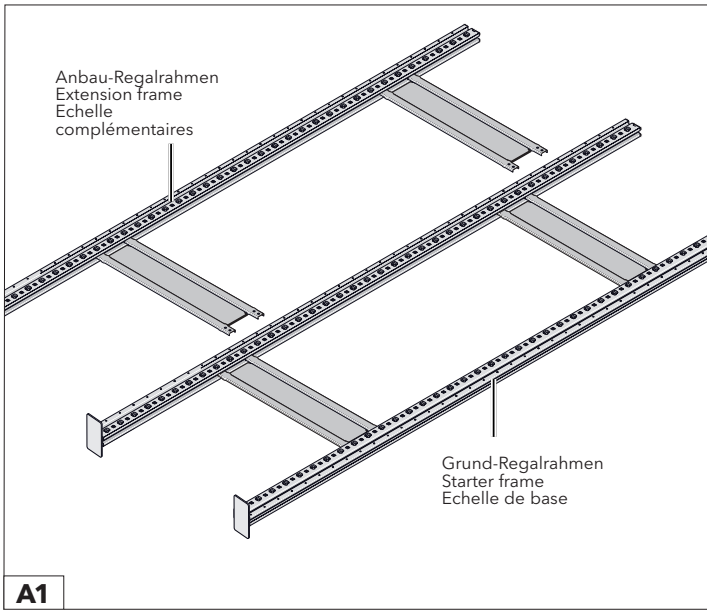 Anbau-Regalrahmen
Extension frame
Echelle
complémentaires
Grund-Regalrahmen
Starter frame
Echelle de base
A1